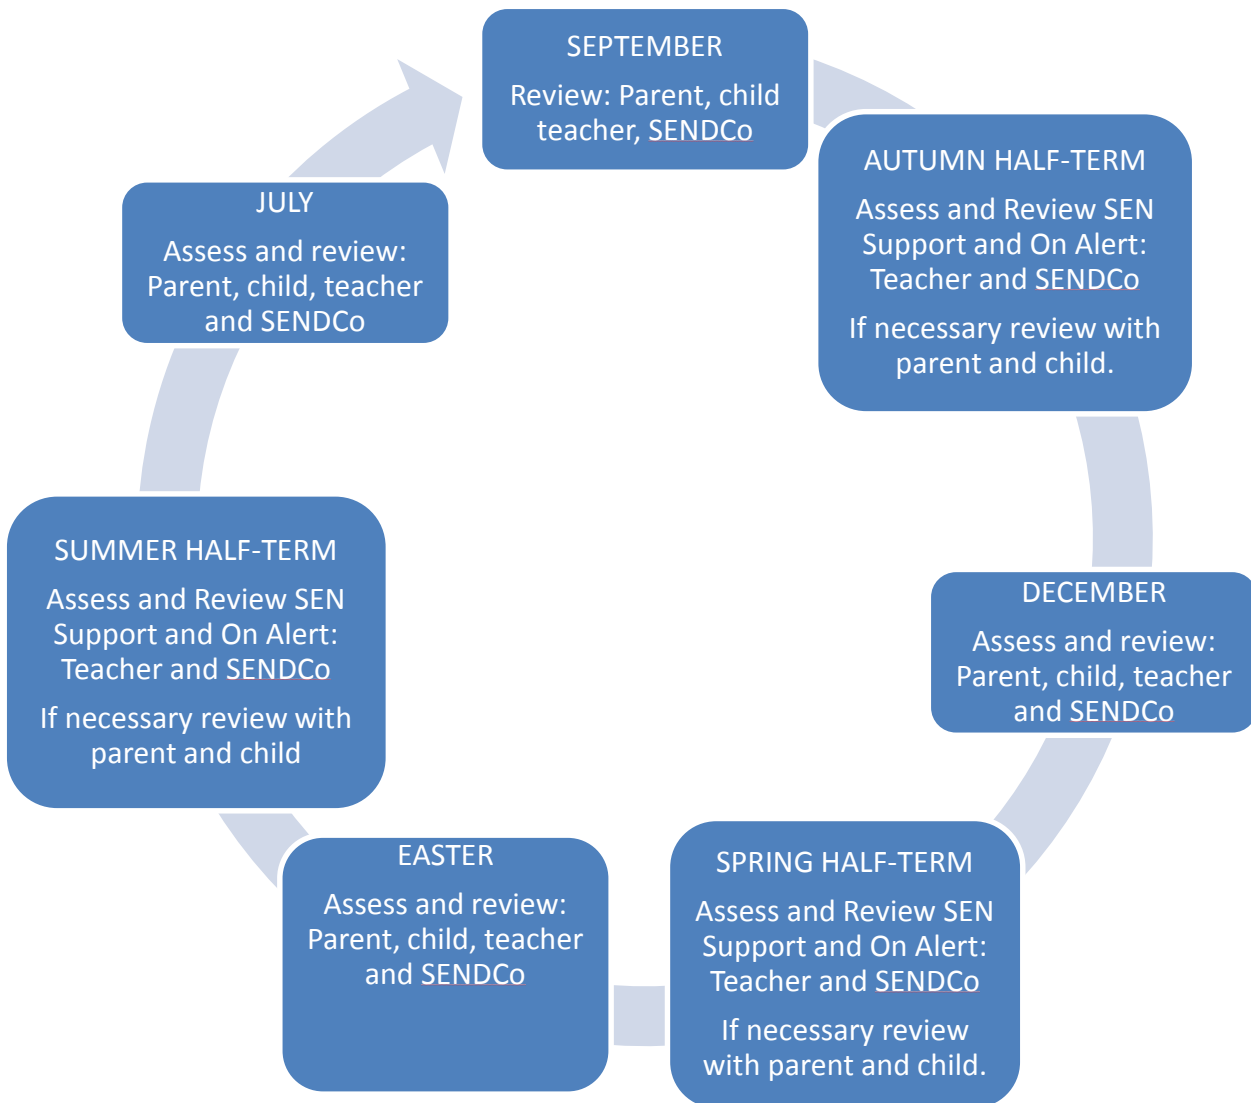 SEPTEMBER
Review: Parent, child
teacher, SENDCo
AUTUMN HALF-TERM
Assess and Review SEN
Support and On Alert:
Teacher and SENDCo
If necessary review with
parent and child.
DECEMBER
Assess and review:
Parent, child, teacher
and SENDCo
SPRING HALF-TERM
Assess and Review SEN
Support and On Alert:
Teacher and SENDCo
If necessary review
with parent and child.
EASTER
Assess and review:
Parent, child, teacher
and SENDCo
SUMMER HALF-TERM
Assess and Review SEN
Support and On Alert:
Teacher and SENDCo
If necessary review with
parent and child
JULY
Assess and review:
Parent, child, teacher
and SENDCo